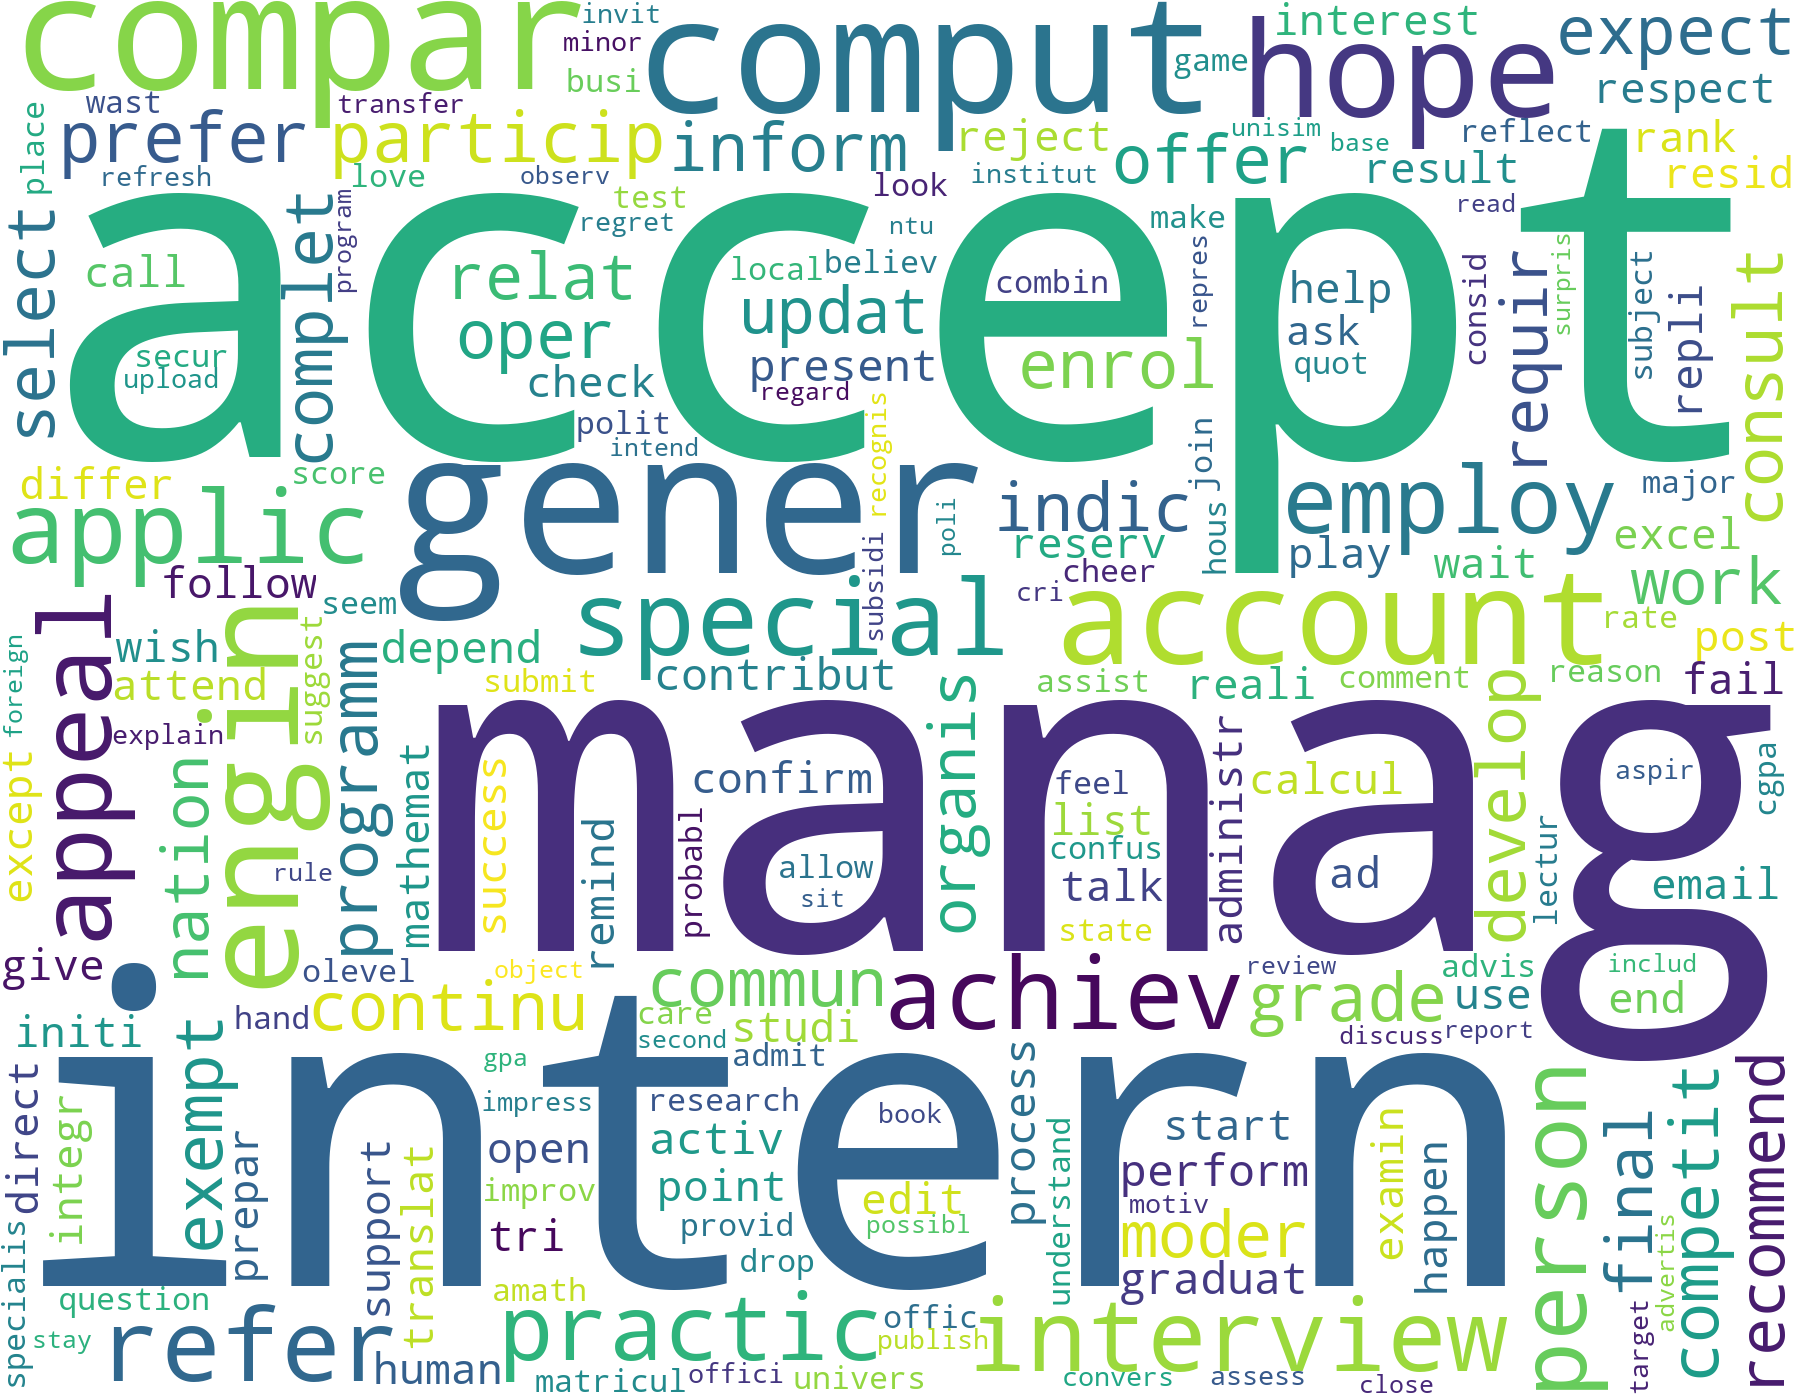 compar
invit
minor
busi
comput
game
hope
interest
expect
respect
wast
transfer
prefer
particip
inform
reject
offer
unisim
base
reflect
result
rank
resid
place
refresh
love
observ
test
regret
look
institut
ntu
make
read
select
accept
call
complet
program
relat
local
believ
combin
repres
help
consid
requir
surpris
subject
repli
consult
oper
updat
ask
secur
upload
check
present
regard
enrol
quot
polit
intend
recognis
join
differ
score
applic
gener
poli
indic
reserv
hous
employ
play
major
excel
wait
work
follow
seem
special
subsidi
cri
cheer
account
rate
post
foreign
appeal
wish
attend
explain
engin
suggest
programm
depend
contribut
submit
organis
assist
reali
comment
reason
fail
except
nation
mathemat
manag
success
remind
confirm
probabl
allow
sit
feel
list
confus
talk
state
administr
calcul
ad
develop
lectur
aspir
cgpa
email
rule
give
olevel
object
hand
continu
commun
care
studi
second
achiev
review
grade
advis
use
discuss
report
includ
end
initi
exempt
gpa
admit
direct
integr
intern
impress
research
book
process
start
examin
person
final
competit
recommend
prepar
support
translat
open
activ
improv
point
edit
understand
perform
motiv
happen
tri
provid
possibl
moder
drop
graduat
specialis
question
amath
stay
refer
human
practic
offic
publish
interview
target
advertis
matricul
offici
univers
convers
assess
close